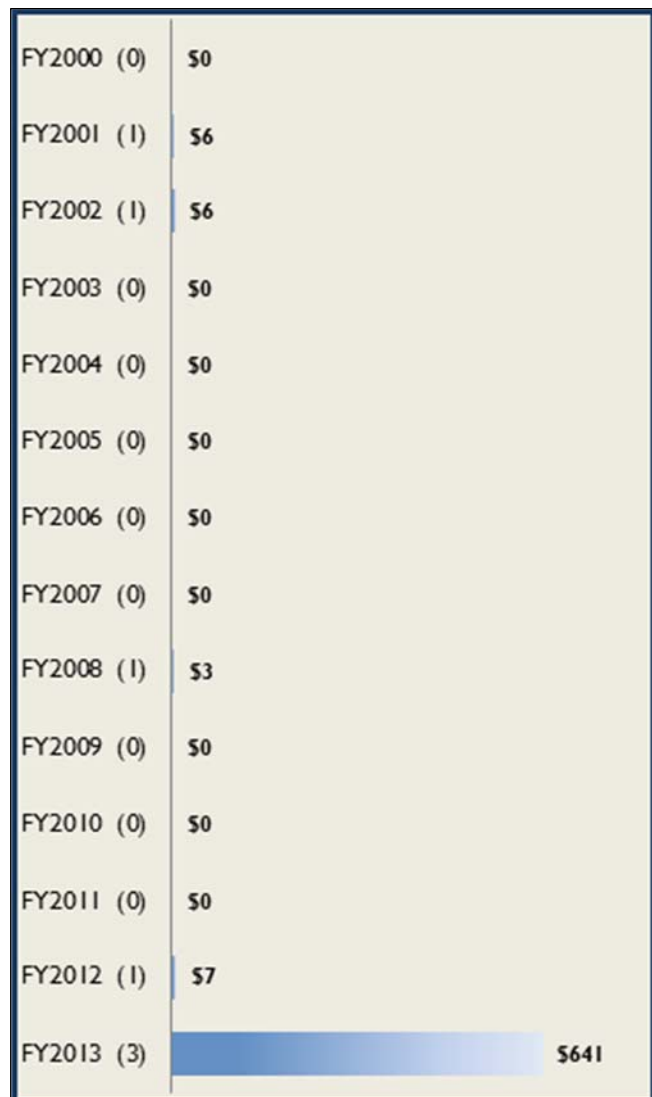 FY2000 (0) $0
FY2001 (1) $6
FY2002 (1) $6
FY2003 (0) $0
FY2004 (0) $0
FY2005 (0) $0
FY2006 (0) $0
FY2007 (0) $0
FY2008 (1) $3
FY2009 (0) $0
FY2010 (0) $0
FY2011 (0) $0
FY2012 (1) $7
FY2013 (3) $641